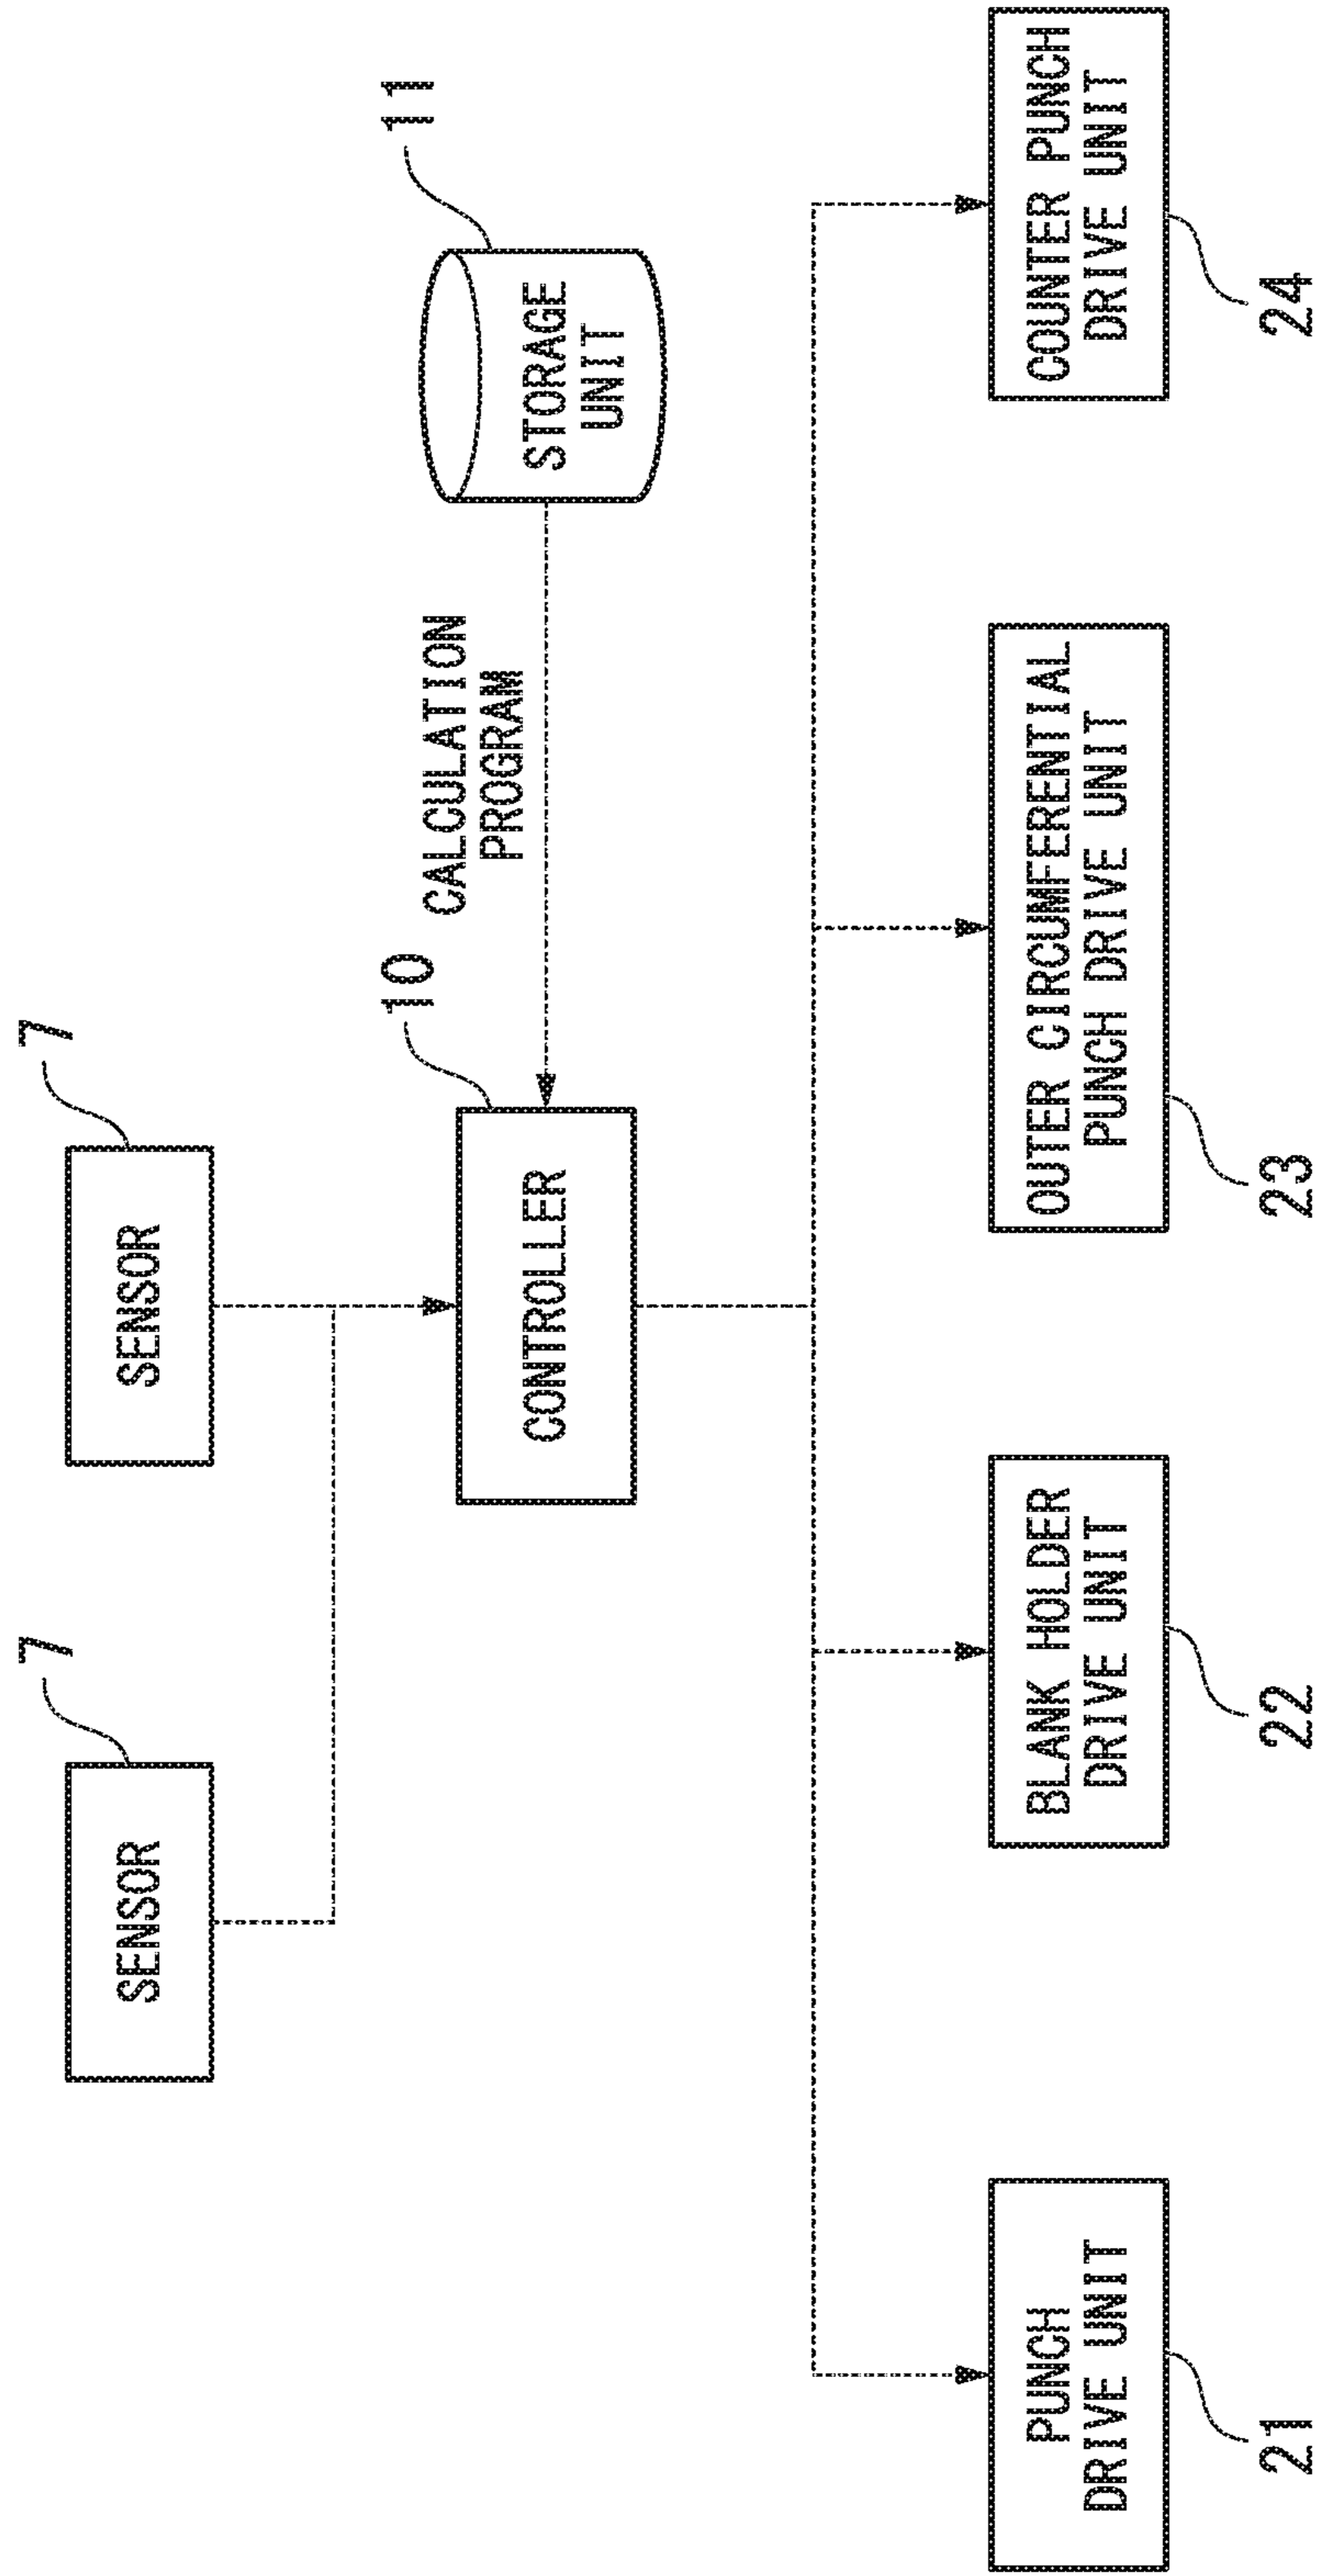 7
7
SENSOR
SENSOR
10
11
CALCULATION
PROGRAM
CONTROLLER
STORAGE
UNIT
PUNCH
DRIVE UNIT
BLANK HOLDER
DRIVE UNIT
OUTER CIRCUMFERENTIAL
PUNCH DRIVE UNIT
COUNTER PUNCH
DRIVE UNIT
21
22
23
24